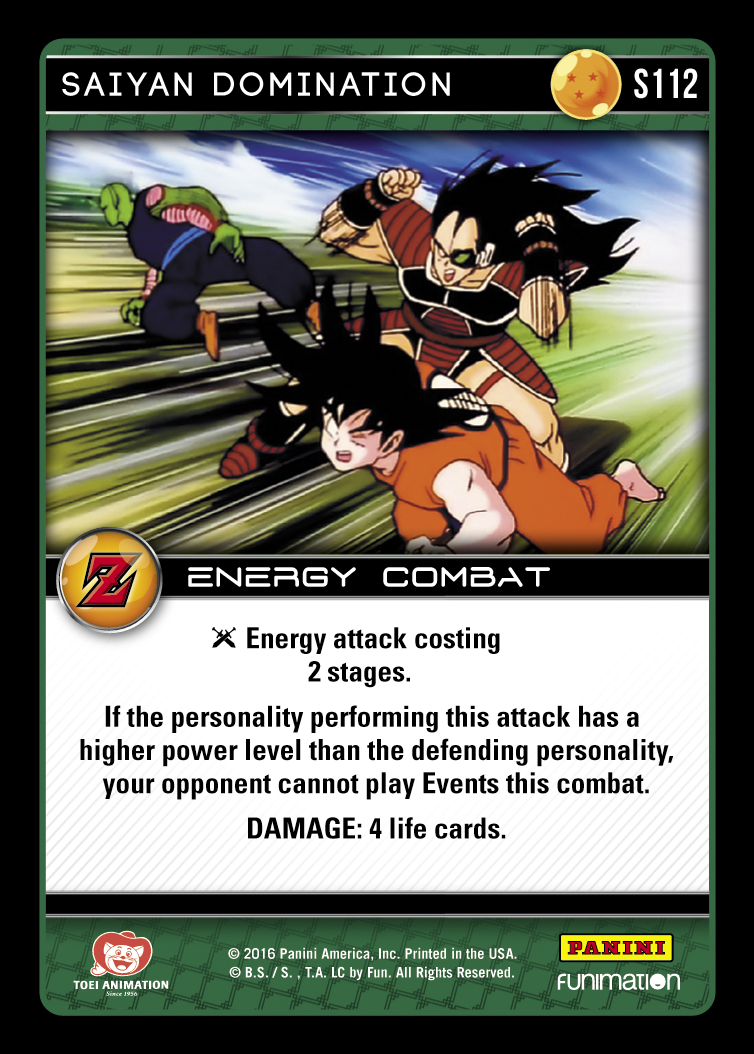 SAIYAN DOMINATION
S112
Z
ENERGY COMBAT
Energy attack costing
2 stages.
If the personality performing this attack has a
higher power level than the defending personality,
your opponent cannot play Events this combat.
DAMAGE: 4 life cards.
TOEI ANIMATION
Since 1956
© 2016 Panini America, Inc. Printed in the USA.
© B.S. / S. , T.A. LC by Fun. All Rights Reserved.
PANINI
FUNIMATION